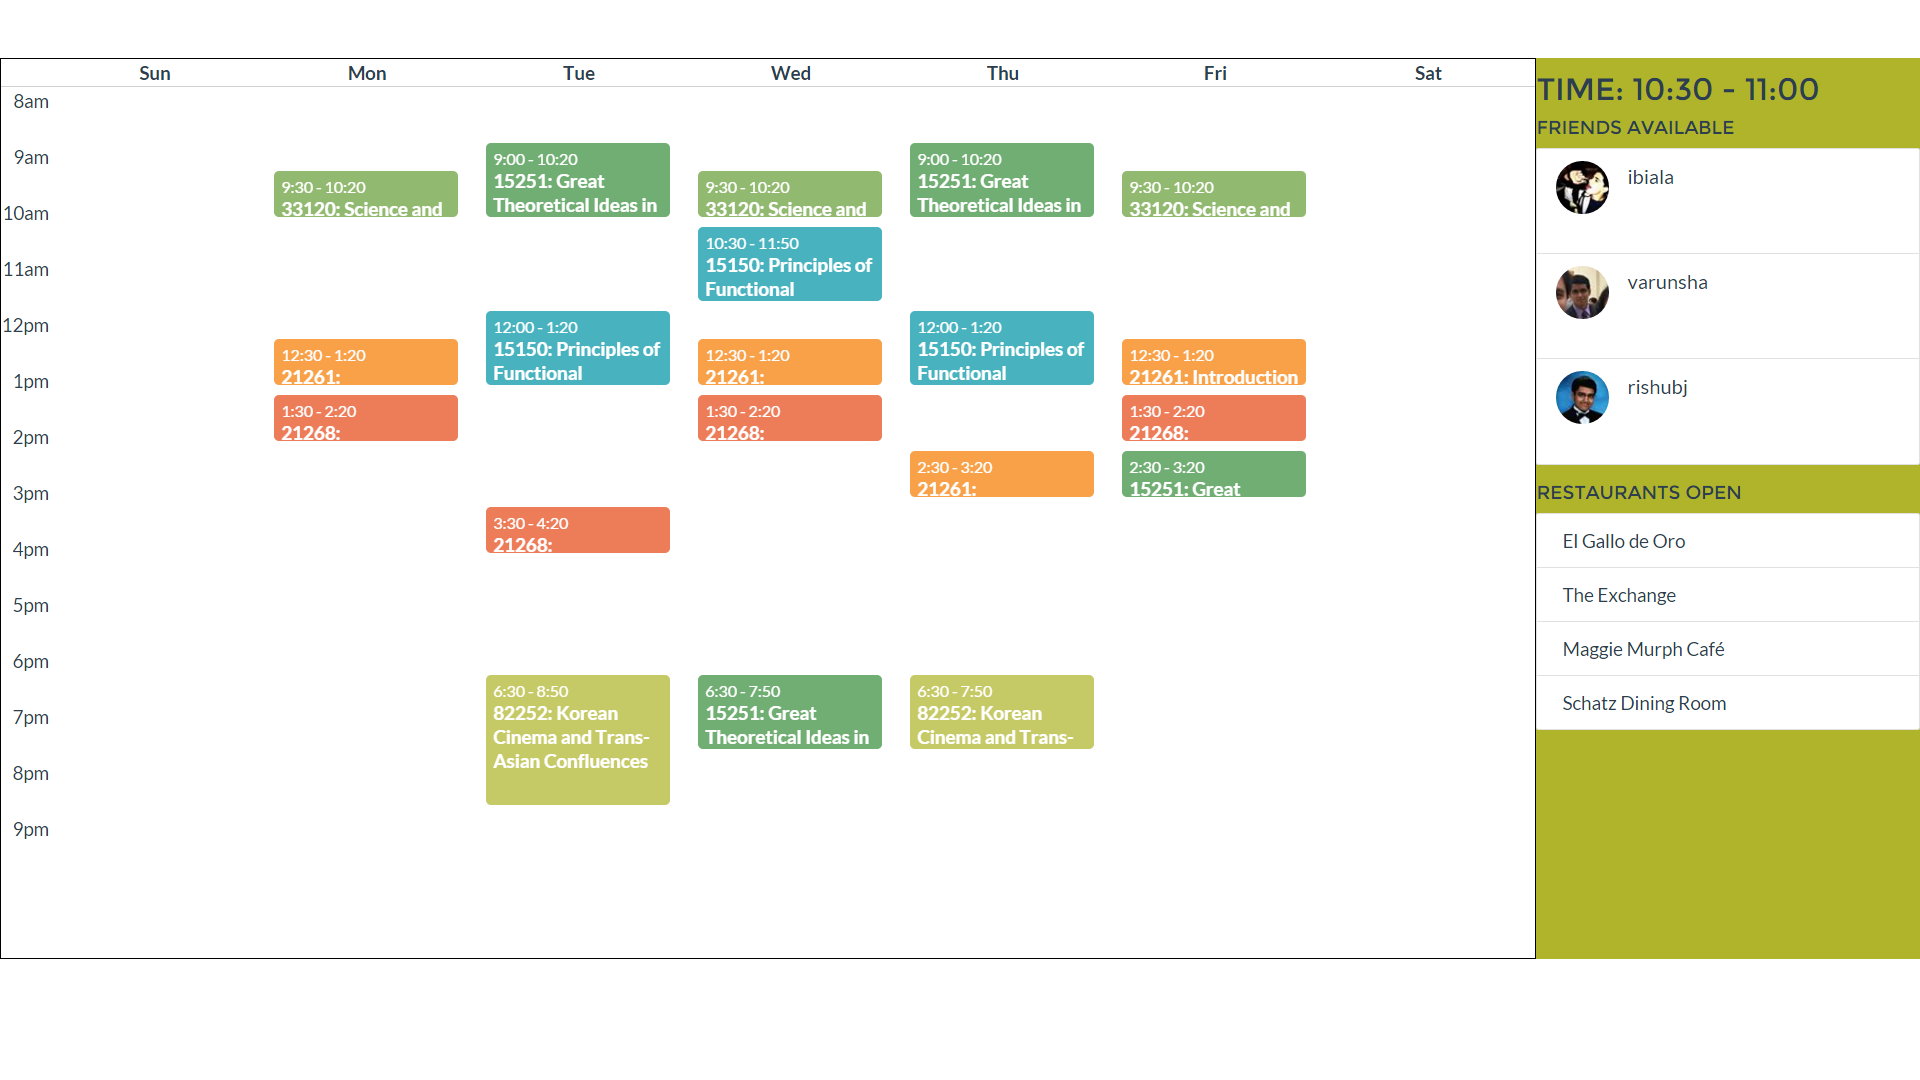 Sun Mon Tue Wed Thu Fri Sat
8am
9am
10am
11am
12pm
1pm
2pm
3pm
4pm
5pm
6pm
7pm
8pm
9pm
9:30 - 10:20
33120: Science and
12:30 - 1:20
21261:
1:30 - 2:20
21268:
9:00 - 10:20
15251: Great
Theoretical Ideas in
12:00 - 1:20
15150: Principles of
Functional
3:30 - 4:20
21268:
6:30 - 8:50
82252: Korean
Cinema and Trans-
Asian Confluences
9:30 - 10:20
33120: Science and
10:30 - 11:50
15150: Principles of
Functional
12:30 - 1:20
21261:
1:30 - 2:20
21268:
6:30 - 7:50
15251: Great
Theoretical Ideas in
9:00 - 10:20
15251: Great
Theoretical Ideas in
12:00 - 1:20
15150: Principles of
Functional
2:30 - 3:20
21261:
6:30 - 7:50
82252: Korean
Cinema and Trans-
9:30 - 10:20
33120: Science and
12:30 - 1:20
21261: Introduction
1:30 - 2:20
21268:
2:30 - 3:20
15251: Great
TIME: 10:30 - 11:00
FRIENDS AVAILABLE
ibiala
varunsha
rishubj
RESTAURANTS OPEN
El Gallo de Oro
The Exchange
Maggie Murph Café
Schatz Dining Room